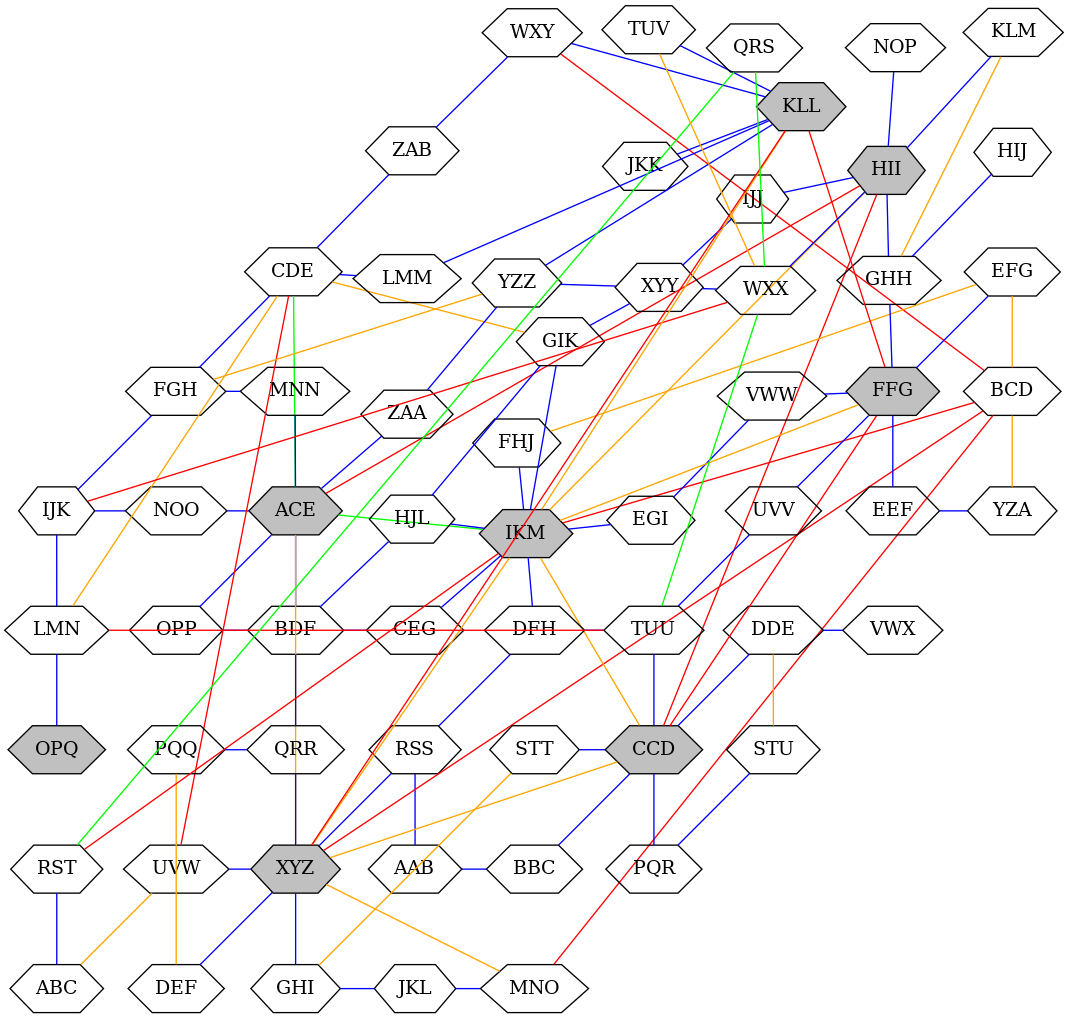 WXY
TUV
QRS
NOP
KLM
KLL
ZAB
JKK
HII
HIJ
IJJ
CDE
LMM
YZZ
XYY
WXX
GHH
EFG
GIK
FGH
MNN
ZAA
VWW
FFG
BCD
FHJ
IJK
NOO
ACE
HJL
IKM
EGI
UVV
EEF
YZA
LMN
OPP
BDF
CEG
DFH
TUU
DDE
VWX
OPQ
PQQ
QRR
RSS
STT
CCD
STU
RST
UVW
XYZ
AAB
BBC
PQR
ABC
DEF
GHI
JKL
MNO